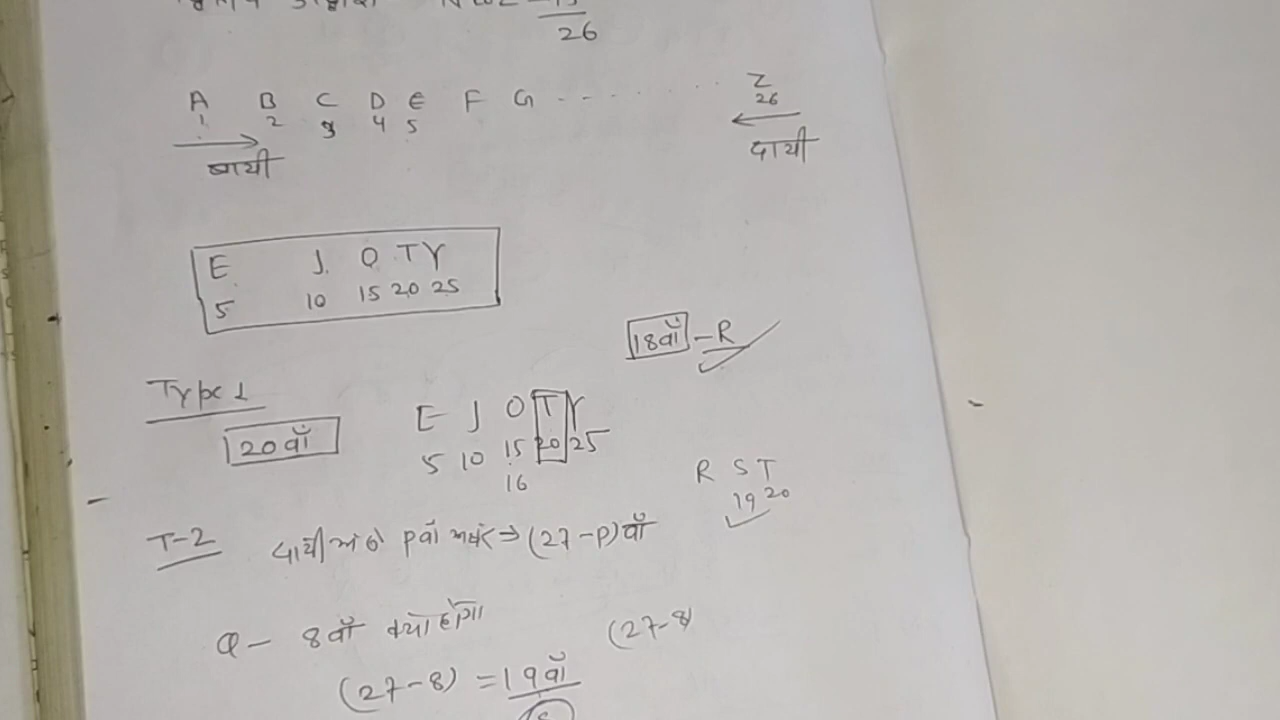 26
A B C D E F G - - - . . . . . . Z
1 2 3 4 5 26
बायी दायी
E J O T Y
5 10 15 20 25
18वाँ - R
Type 1
20वाँ E J O T Y
5 10 15 20 25
16
R S T
19 20
T-2 दायी अंत से Pवाँ अक्षर ⇒ (27-P)वाँ
Q - 8वाँ क्या होगा (27-8)
(27-8) = 19वाँ